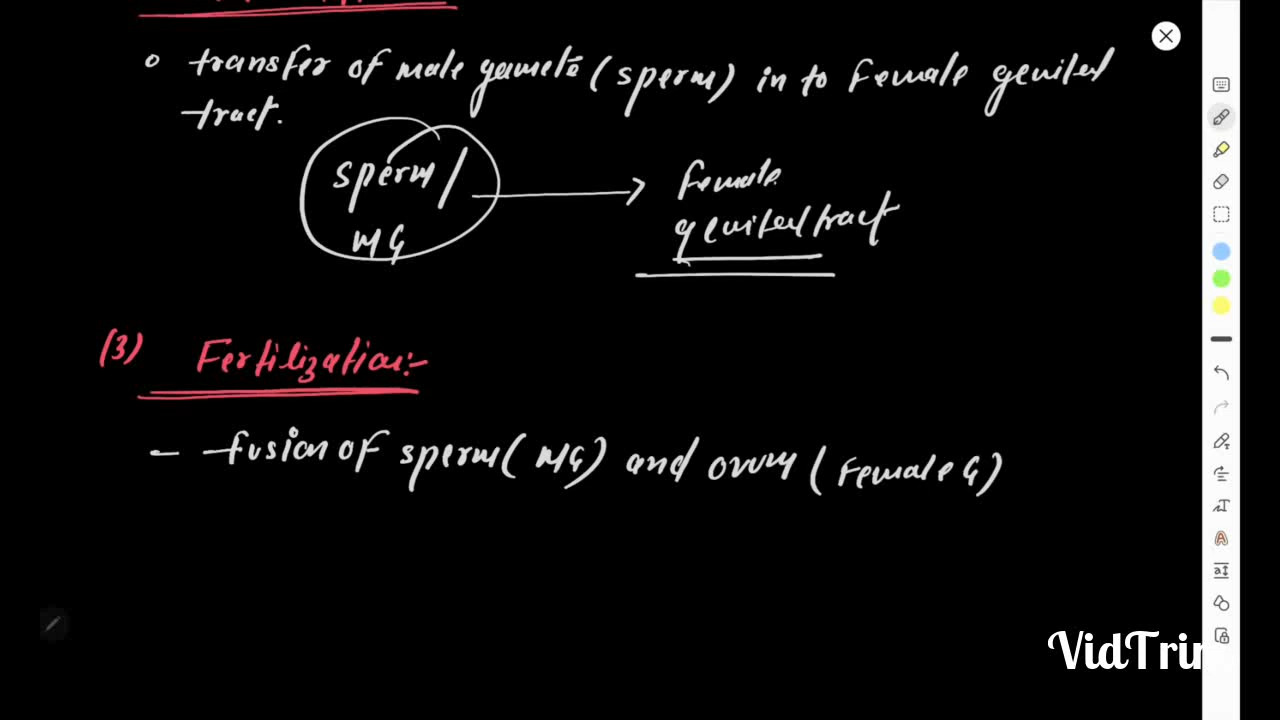 o transfer of male gamete (sperm) in to female genital
tract.
sperm/
MG
female
genital tract
(3) Fertilization:-
- fusion of sperm (MG) and ovum (Female G)
VidTrim